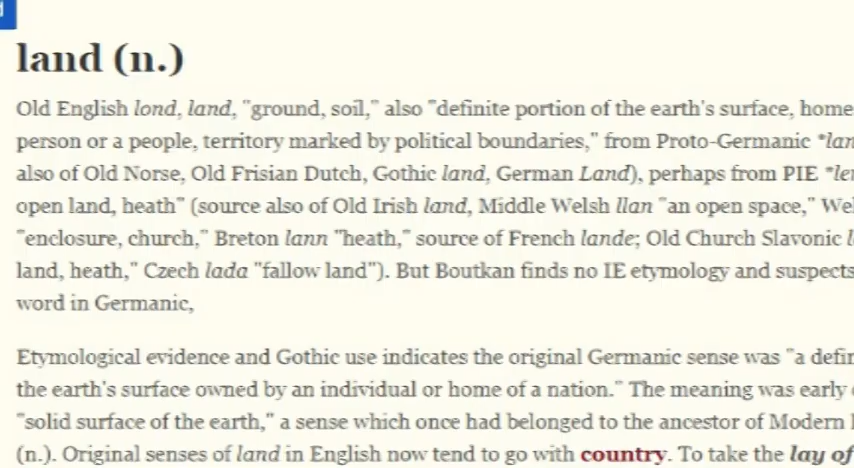 land (n.)
Old English lond, land, "ground, soil," also "definite portion of the earth's surface, home
person or a people, territory marked by political boundaries," from Proto-Germanic
also of Old Norse, Old Frisian Dutch, Gothic land, German Land), perhaps from PIE
open land, heath" (source also of Old Irish land, Middle Welsh llan "an open space,"
"enclosure, church," Breton lann "heath," source of French lande; Old Church Slavonic
land, heath," Czech lada "fallow land"). But Boutkan finds no IE etymology and suspects
word in Germanic,
Etymological evidence and Gothic use indicates the original Germanic sense was "a
the earth's surface owned by an individual or home of a nation." The meaning was early
"solid surface of the earth," a sense which once had belonged to the ancestor of Modern
(n.). Original senses of land in English now tend to go with country. To take the lay of